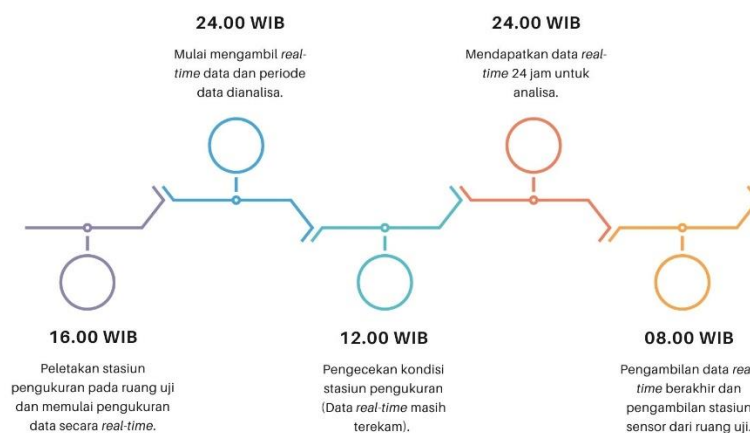 24.00 WIB
Mulai mengambil real-
time data dan periode
data dianalisa.
24.00 WIB
Mendapatkan data real-
time 24 jam untuk
analisa.
16.00 WIB
Peletakan stasiun
pengukuran pada ruang uji
dan memulai pengukuran
data secara real-time.
12.00 WIB
Pengecekan kondisi
stasiun pengukuran
(Data real-time masih
terekam).
08.00 WIB
Pengambilan data
time berakhir dan
pengambilan stasiun
sensor dari ruang uji.